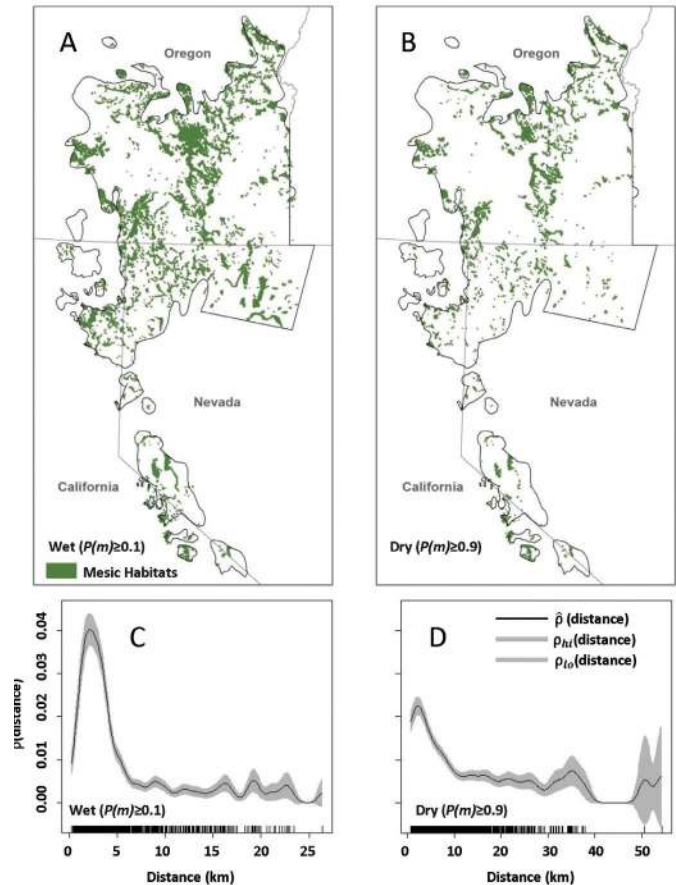 A
Oregon
Nevada
California
Wet (P(m)≥0.1)
Mesic Habitats
B
Oregon
Nevada
California
Dry (P(m)≥0.9)
C
ρ(distance)
0.04
0.03
0.02
0.01
0.00
Wet (P(m)≥0.1)
0 5 10 15 20 25
Distance (km)
D
ρ̂ (distance)
ρhi(distance)
ρlo(distance)
Dry (P(m)≥0.9)
0 10 20 30 40 50
Distance (km)